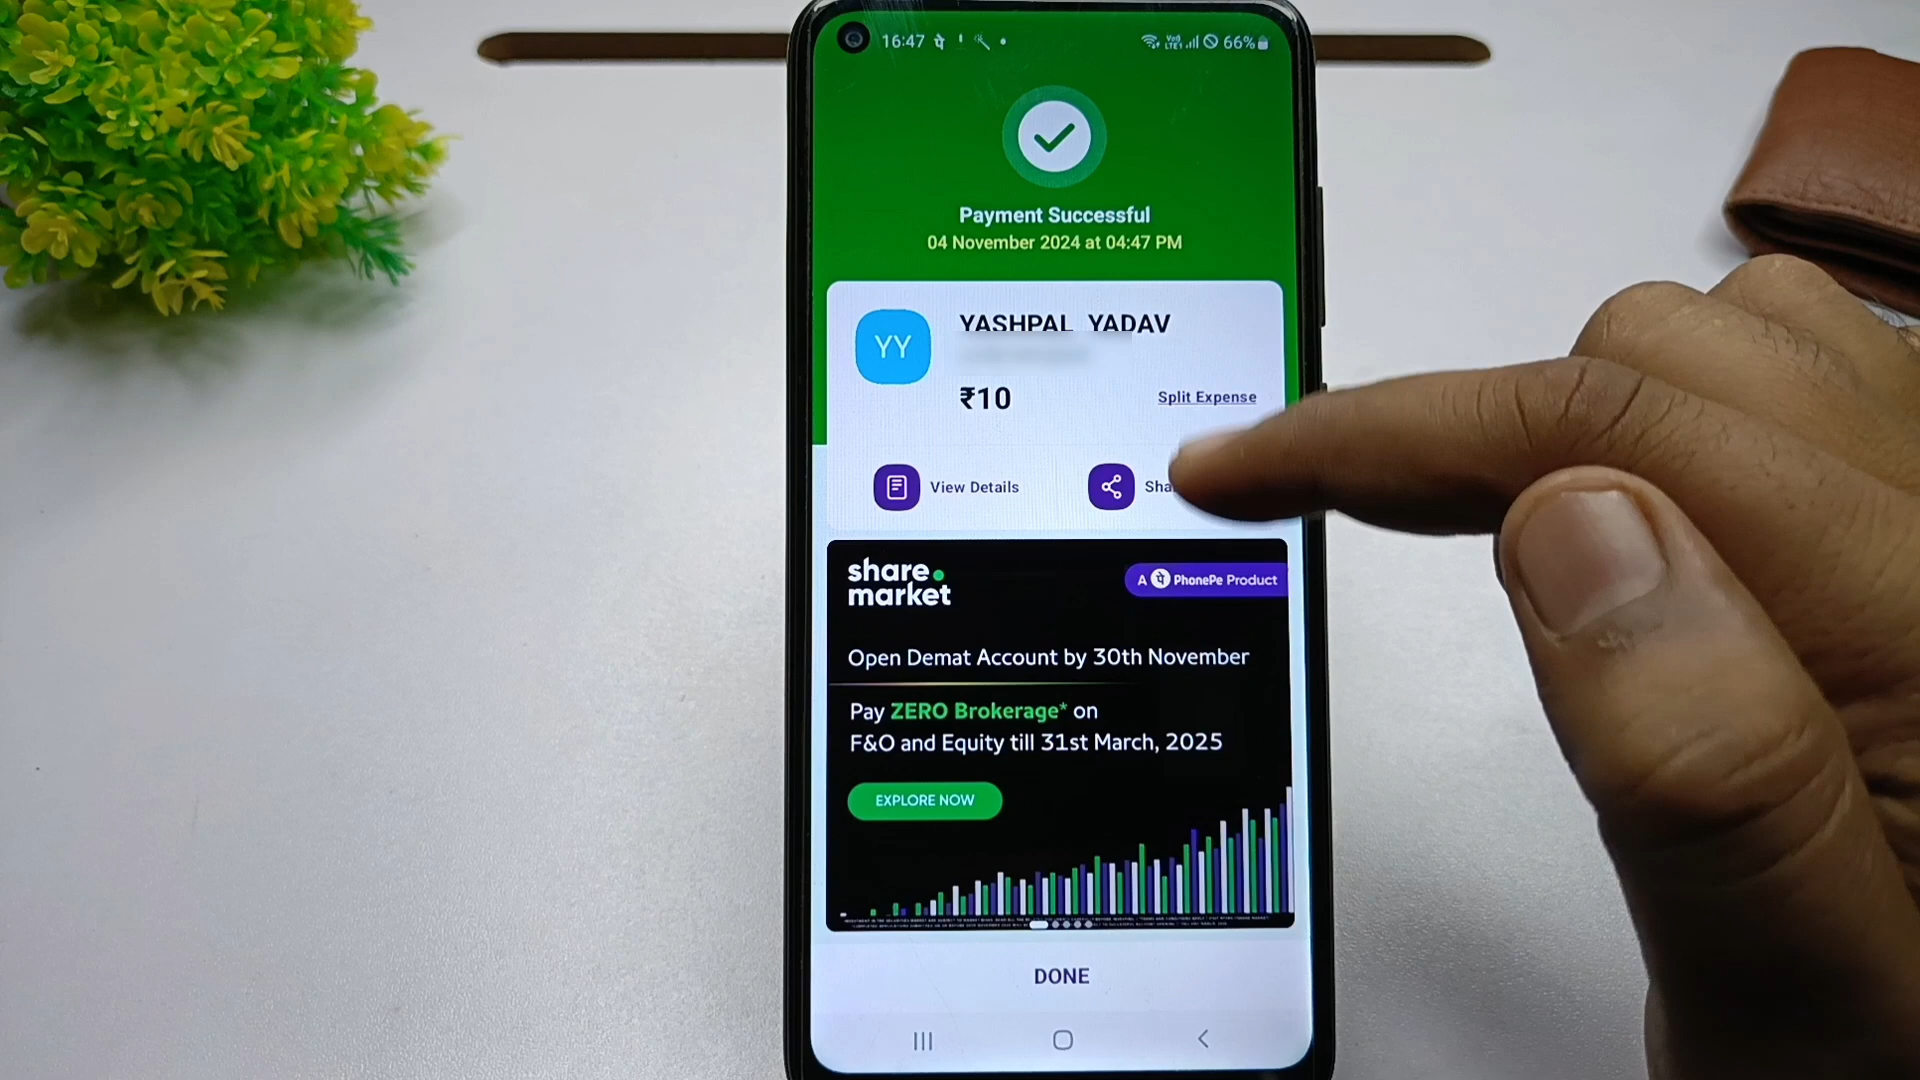 16:47
66%
Payment Successful
04 November 2024 at 04:47 PM
YY
YASHPAL YADAV
₹10
Split Expense
View Details
Sha
share.
market
A PhonePe Product
Open Demat Account by 30th November
Pay ZERO Brokerage* on
F&O and Equity till 31st March, 2025
EXPLORE NOW
DONE